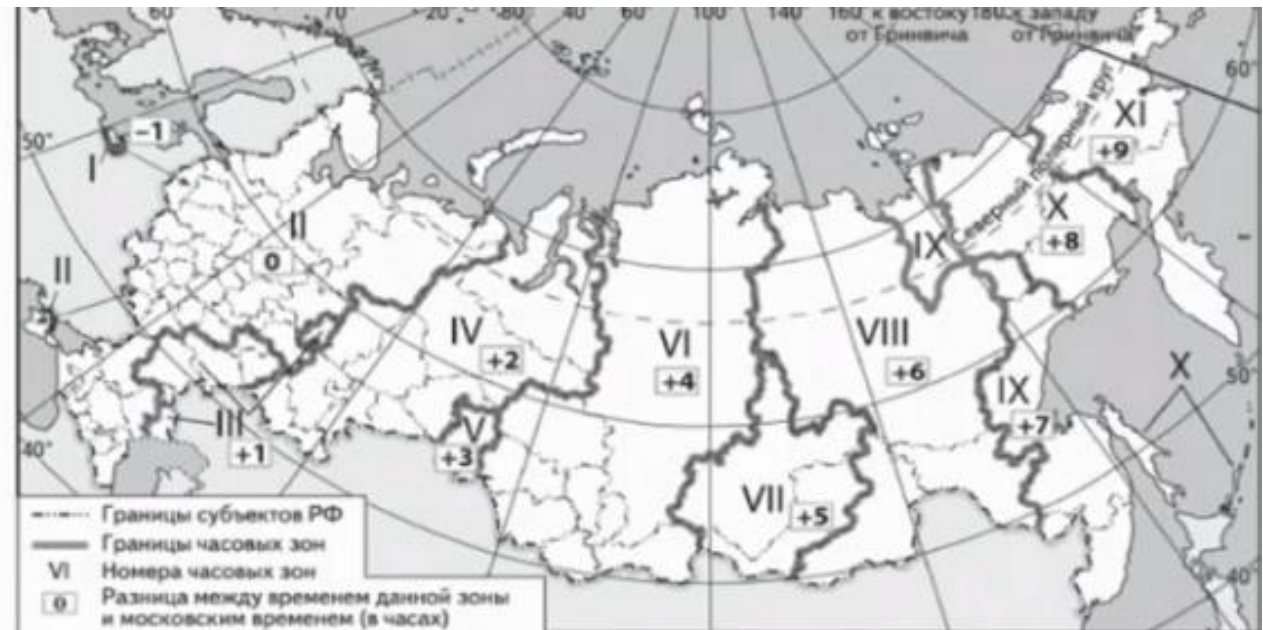 60° 70° 20° 80° 40° 60° 100° 140° 160° к востоку 180° к западу
от Гринвича от Гринвича
60°
Северный полярный круг
XI
+9
50°
-1
I
II
0
X
+8
IX
II
IV
+2
VI
+4
VIII
+6
X
50°
IX
+7
III
+1
V
+3
40°
VII
+5
40°
Границы субъектов РФ
Границы часовых зон
VI Номера часовых зон
0 Разница между временем данной зоны
и московским временем (в часах)